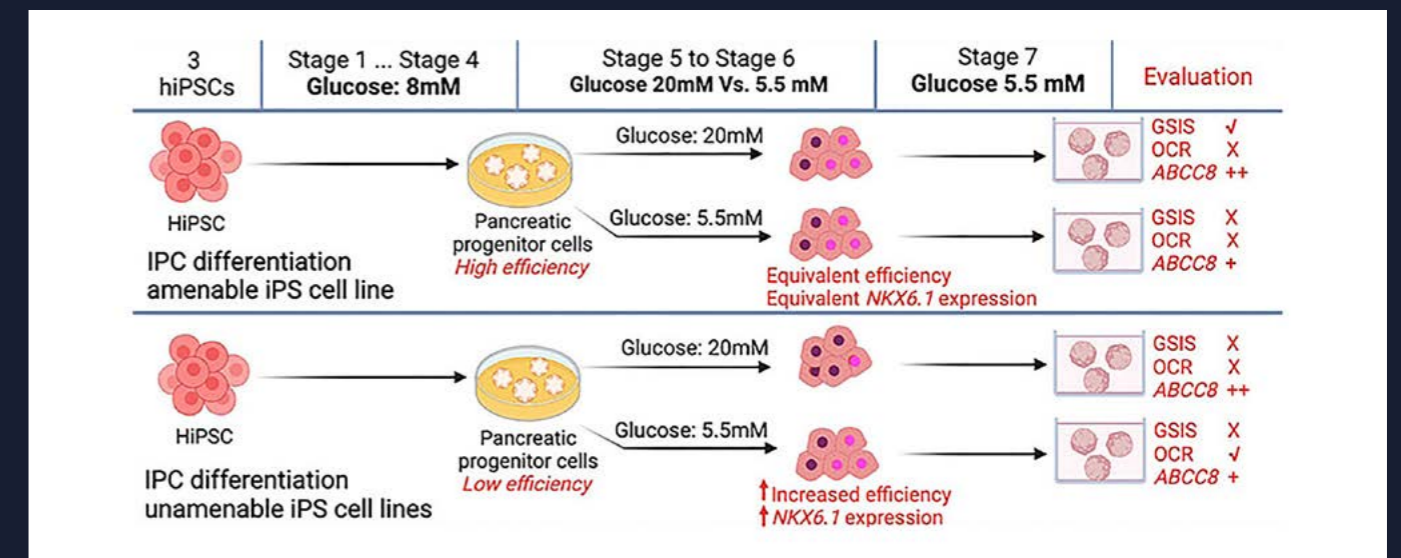 3
hiPSCs
Stage 1 ... Stage 4
Glucose: 8mM
Stage 5 to Stage 6
Glucose 20mM Vs. 5.5 mM
Stage 7
Glucose 5.5 mM
Evaluation
HiPSC
IPC differentiation
amenable iPS cell line
Pancreatic
progenitor cells
High efficiency
Glucose: 20mM
Glucose: 5.5mM
Equivalent efficiency
Equivalent NKX6.1 expression
GSIS √
OCR X
ABCC8 ++
GSIS X
OCR X
ABCC8 +
HiPSC
IPC differentiation
unamenable iPS cell lines
Pancreatic
progenitor cells
Low efficiency
Glucose: 20mM
Glucose: 5.5mM
↑ Increased efficiency
↑ NKX6.1 expression
GSIS X
OCR X
ABCC8 ++
GSIS X
OCR √
ABCC8 +